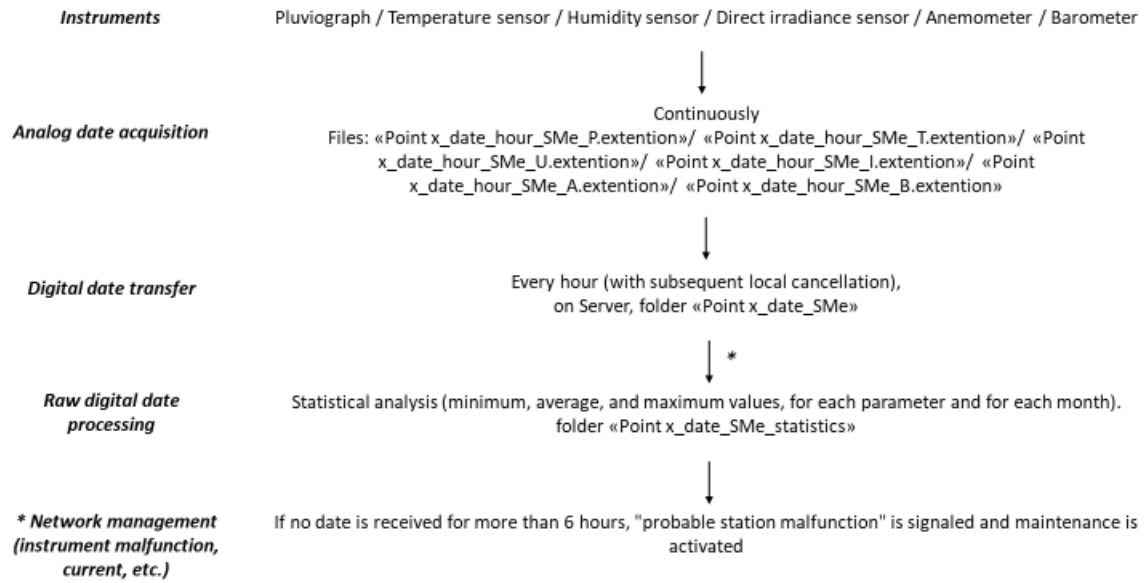 Instruments
Pluviograph / Temperature sensor / Humidity sensor / Direct irradiance sensor / Anemometer / Barometer
Analog date acquisition
Continuously
Files: «Point x_date_hour_SMe_P.extention»/ «Point x_date_hour_SMe_T.extention»/ «Point
x_date_hour_SMe_U.extention»/ «Point x_date_hour_SMe_I.extention»/ «Point
x_date_hour_SMe_A.extention»/ «Point x_date_hour_SMe_B.extention»
Digital date transfer
Every hour (with subsequent local cancellation),
on Server, folder «Point x_date_SMe»
*
Raw digital date
processing
Statistical analysis (minimum, average, and maximum values, for each parameter and for each month).
folder «Point x_date_SMe_statistics»
* Network management
(instrument malfunction,
current, etc.)
If no date is received for more than 6 hours, "probable station malfunction" is signaled and maintenance is
activated